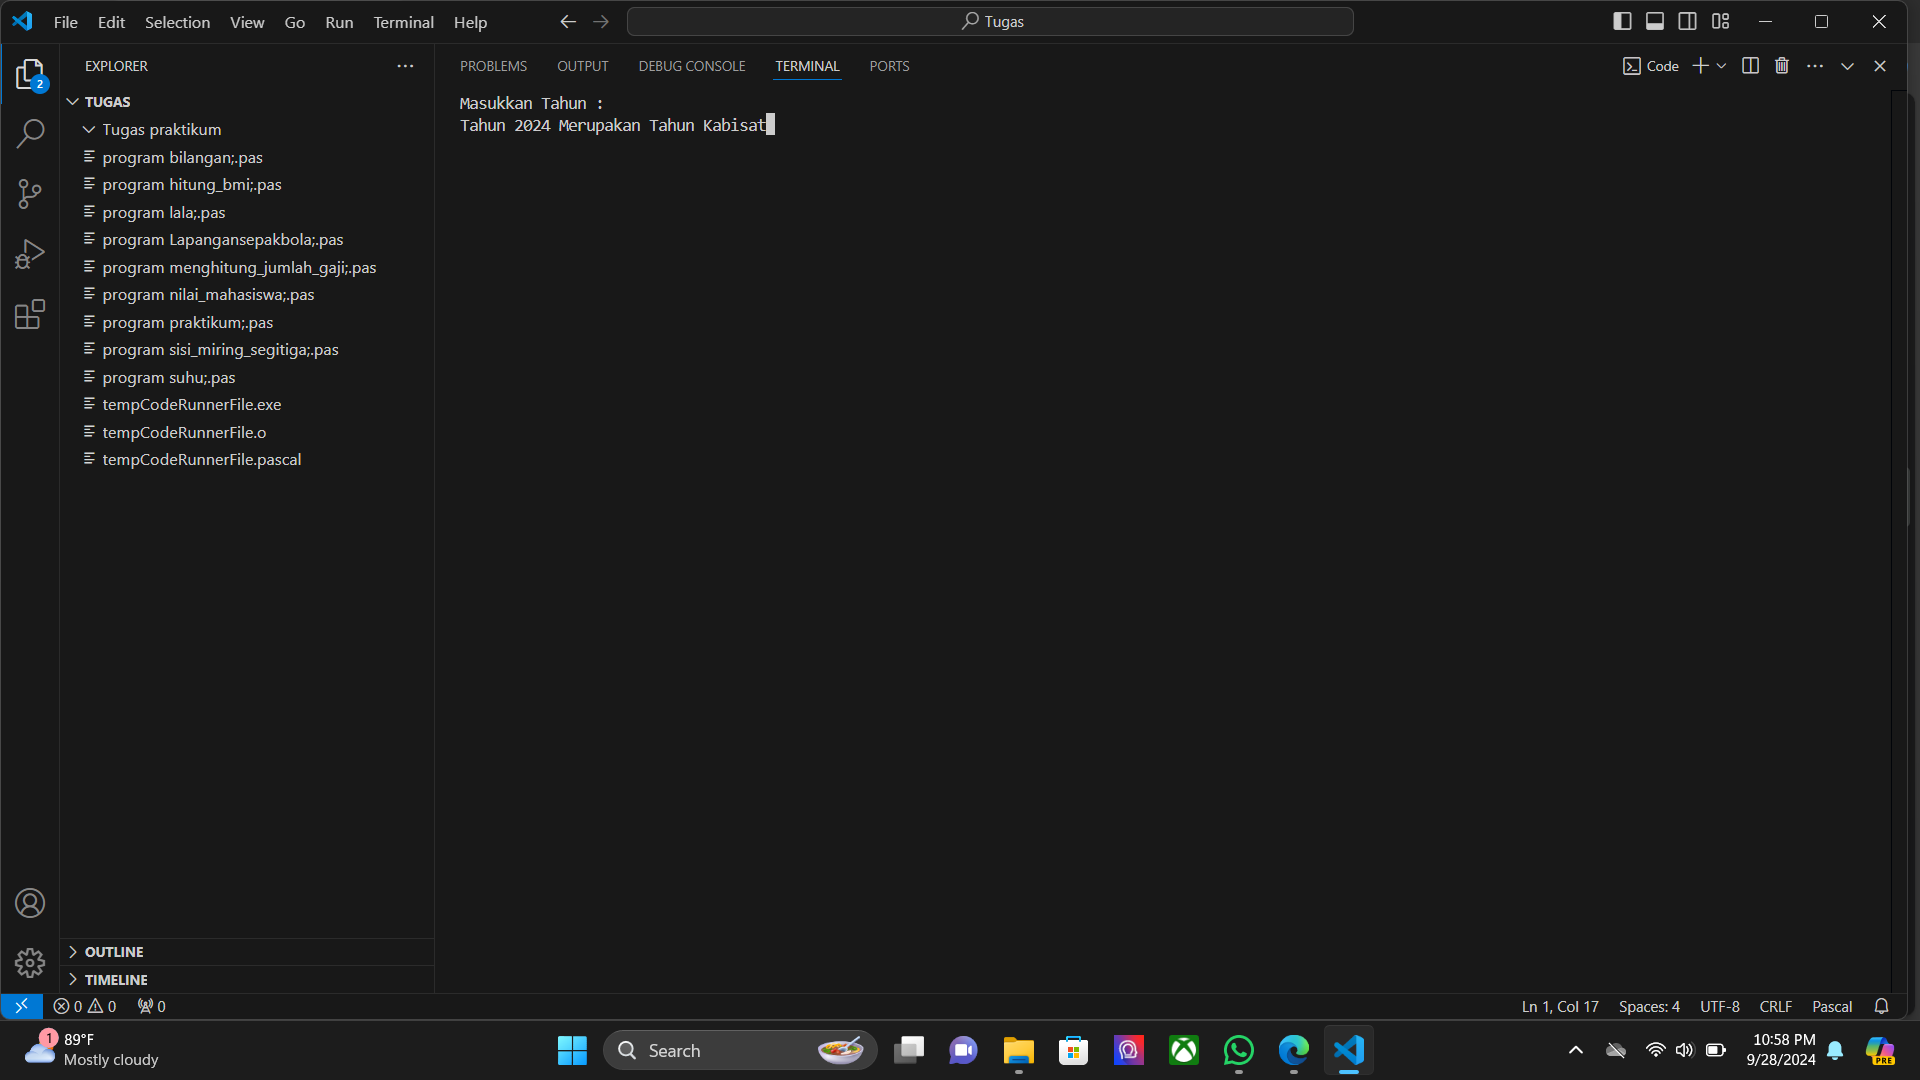 File Edit Selection View Go Run Terminal Help
Tugas
EXPLORER
2
TUGAS
Tugas praktikum
program bilangan;.pas
program hitung_bmi;.pas
program lala;.pas
program Lapangansepakbola;.pas
program menghitung_jumlah_gaji;.pas
program nilai_mahasiswa;.pas
program praktikum;.pas
program sisi_miring_segitiga;.pas
program suhu;.pas
tempCodeRunnerFile.exe
tempCodeRunnerFile.o
tempCodeRunnerFile.pascal
OUTLINE
TIMELINE
PROBLEMS OUTPUT DEBUG CONSOLE TERMINAL PORTS
Code
Masukkan Tahun :
Tahun 2024 Merupakan Tahun Kabisat
0 0 0
Ln 1, Col 17 Spaces: 4 UTF-8 CRLF Pascal
1
89°F
Mostly cloudy
Search
10:58 PM
9/28/2024
PRE